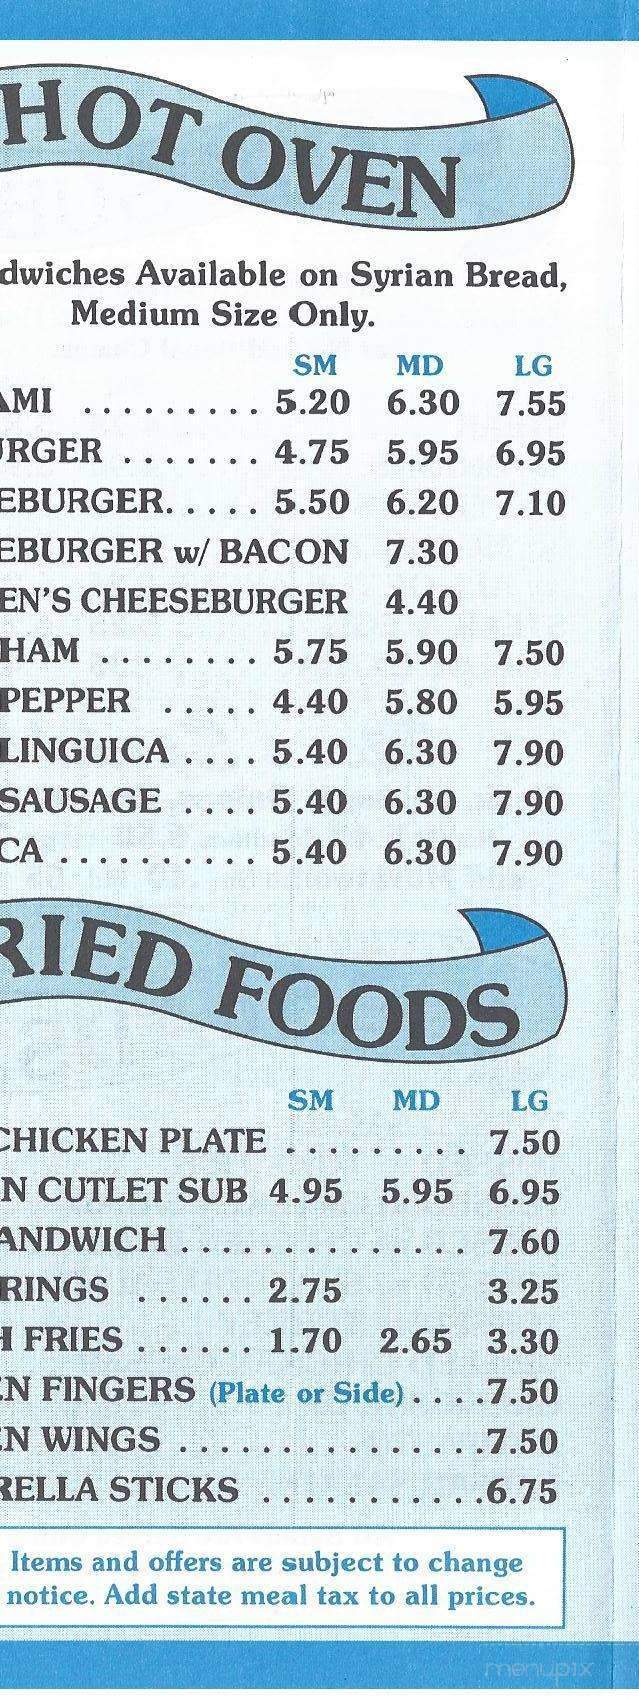 HOT OVEN
dwiches Available on Syrian Bread,
Medium Size Only.
SM MD LG
AMI . . . . . . . . . 5.20 6.30 7.55
URGER . . . . . . . 4.75 5.95 6.95
EBURGER. . . . . 5.50 6.20 7.10
EBURGER w/ BACON 7.30
EN'S CHEESEBURGER 4.40
HAM . . . . . . . . 5.75 5.90 7.50
PEPPER . . . . . 4.40 5.80 5.95
LINGUICA . . . . 5.40 6.30 7.90
SAUSAGE . . . . 5.40 6.30 7.90
CA . . . . . . . . . . 5.40 6.30 7.90
RIED FOODS
SM MD LG
CHICKEN PLATE . . . . . . . . . 7.50
N CUTLET SUB 4.95 5.95 6.95
ANDWICH . . . . . . . . . . . . . . 7.60
RINGS . . . . . . 2.75 3.25
H FRIES . . . . . . 1.70 2.65 3.30
EN FINGERS (Plate or Side) . . . .7.50
EN WINGS . . . . . . . . . . . . . . .7.50
RELLA STICKS . . . . . . . . . . .6.75
Items and offers are subject to change
notice. Add state meal tax to all prices.
menupix